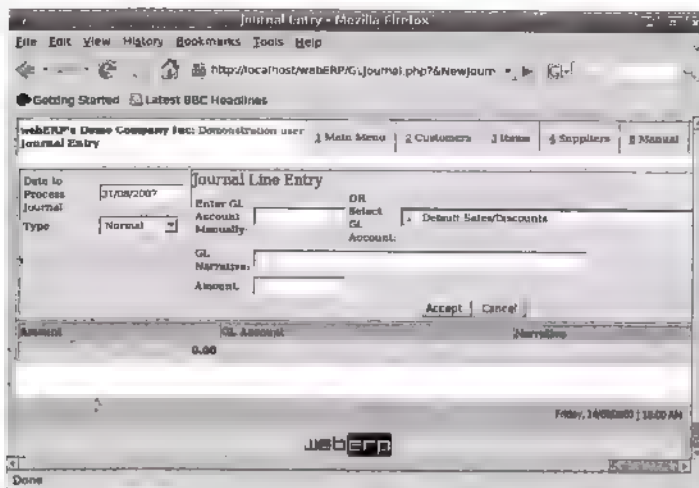 Journal Entry - Mozilla Firefox
File Edit View History Bookmarks Tools Help
http://localhost/webERP/GLJournal.php?&NewJourn
Getting Started Latest BBC Headlines
webERP's Demo Company Inc: Demonstration user
Journal Entry
1 Main Menu 2 Customers 3 Items 4 Suppliers 5 Manual
Journal Line Entry
Date to Process Journal 31/08/2007
Type Normal
Enter GL Account Manually:
OR Select GL Account: Default Sales/Discounts
GL Narrative:
Amount:
Accept Cancel
Amount GL Account Narrative
0.00
Friday,
webERP
Done